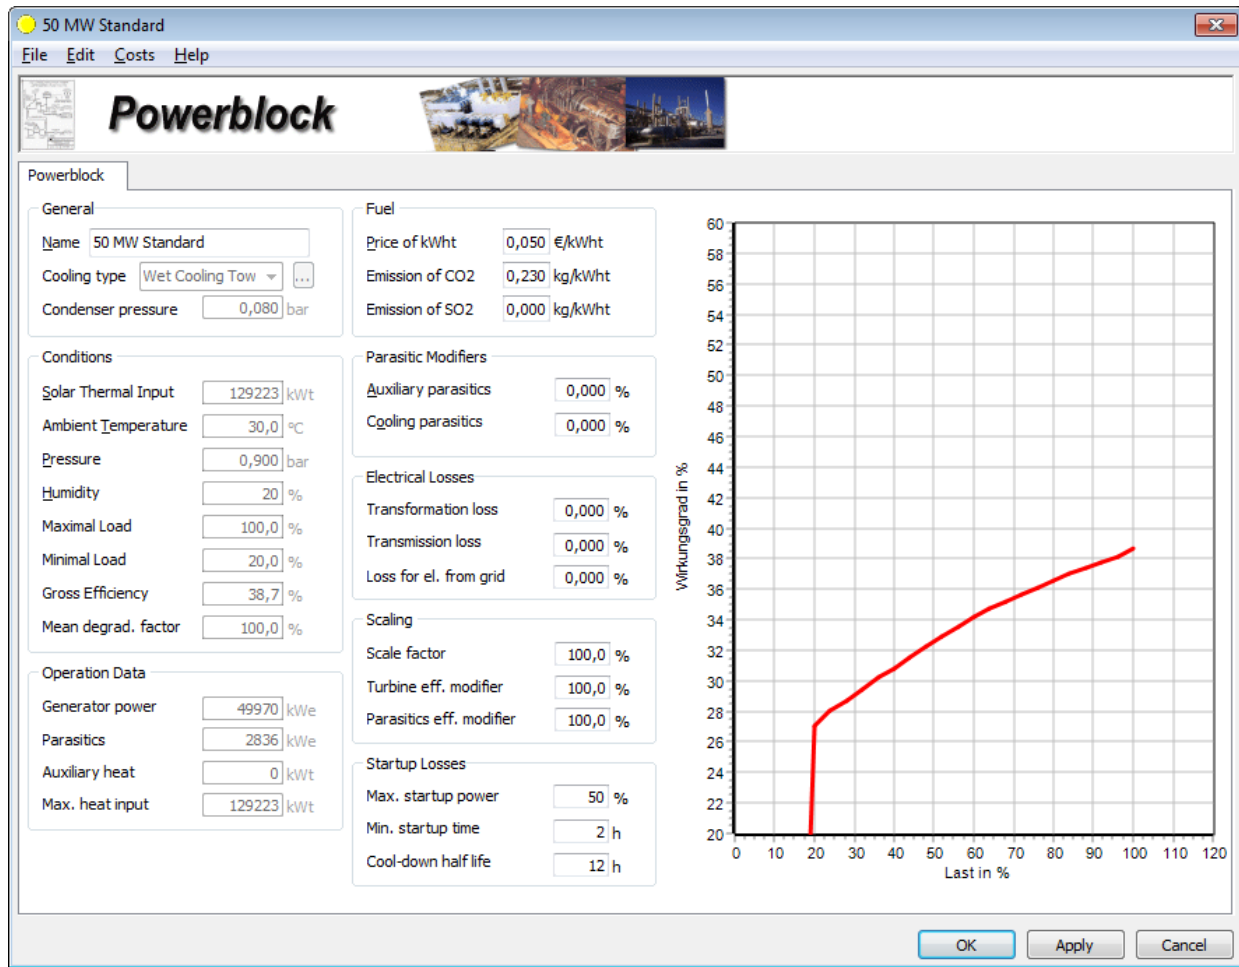 50 MW Standard
File Edit Costs Help
Powerblock
Powerblock
General
Name 50 MW Standard
Cooling type Wet Cooling Tow ...
Condenser pressure 0,080 bar
Conditions
Solar Thermal Input 129223 kWt
Ambient Temperature 30,0 ºC
Pressure 0,900 bar
Humidity 20 %
Maximal Load 100,0 %
Minimal Load 20,0 %
Gross Efficiency 38,7 %
Mean degrad. factor 100,0 %
Operation Data
Generator power 49970 kWe
Parasitics 2836 kWe
Auxiliary heat 0 kWt
Max. heat input 129223 kWt
Fuel
Price of kWht 0,050 €/kWht
Emission of CO2 0,230 kg/kWht
Emission of SO2 0,000 kg/kWht
Parasitic Modifiers
Auxiliary parasitics 0,000 %
Cooling parasitics 0,000 %
Electrical Losses
Transformation loss 0,000 %
Transmission loss 0,000 %
Loss for el. from grid 0,000 %
Scaling
Scale factor 100,0 %
Turbine eff. modifier 100,0 %
Parasitics eff. modifier 100,0 %
Startup Losses
Max. startup power 50 %
Min. startup time 2 h
Cool-down half life 12 h
Wirkungsgrad in %
60
58
56
54
52
50
48
46
44
42
40
38
36
34
32
30
28
26
24
22
20
0 10 20 30 40 50 60 70 80 90 100 110 120
Last in %
OK Apply Cancel